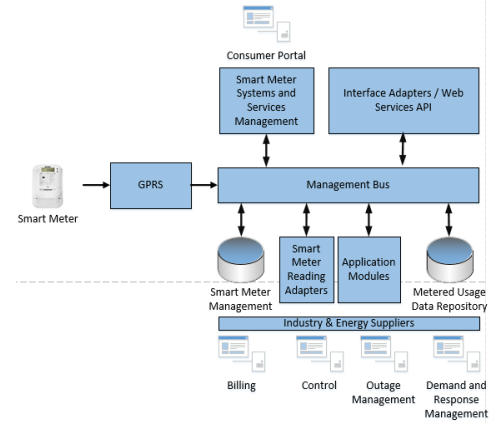 Consumer Portal
Smart Meter
Systems and
Services
Management
Interface Adapters / Web
Services API
Smart Meter
GPRS
Management Bus
Smart Meter
Management
Smart
Meter
Reading
Adapters
Application
Modules
Metered Usage
Data Repository
Industry & Energy Suppliers
Billing
Control
Outage
Management
Demand and
Response
Management